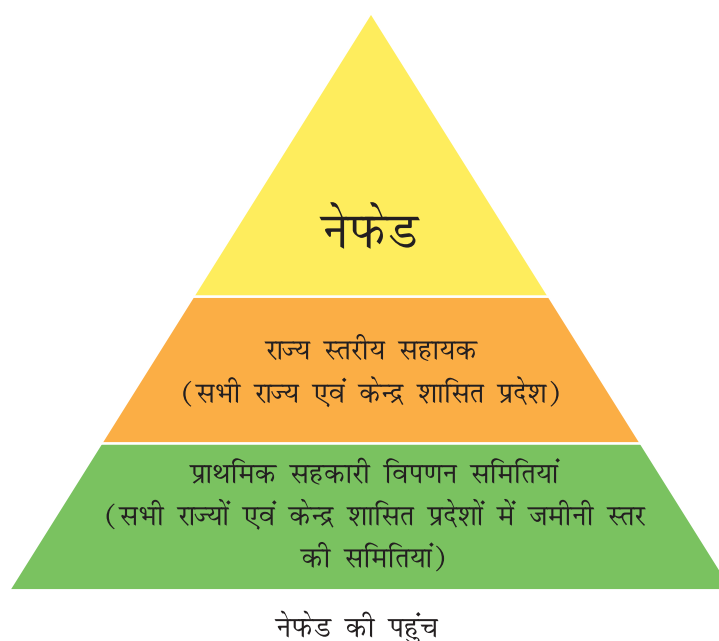 नेफेड
राज्य स्तरीय सहायक
(सभी राज्य एवं केन्द्र शासित प्रदेश)
प्राथमिक सहकारी विपणन समितियां
(सभी राज्यों एवं केन्द्र शासित प्रदेशों में जमीनी स्तर
की समितियां)
नेफेड की पहुंच